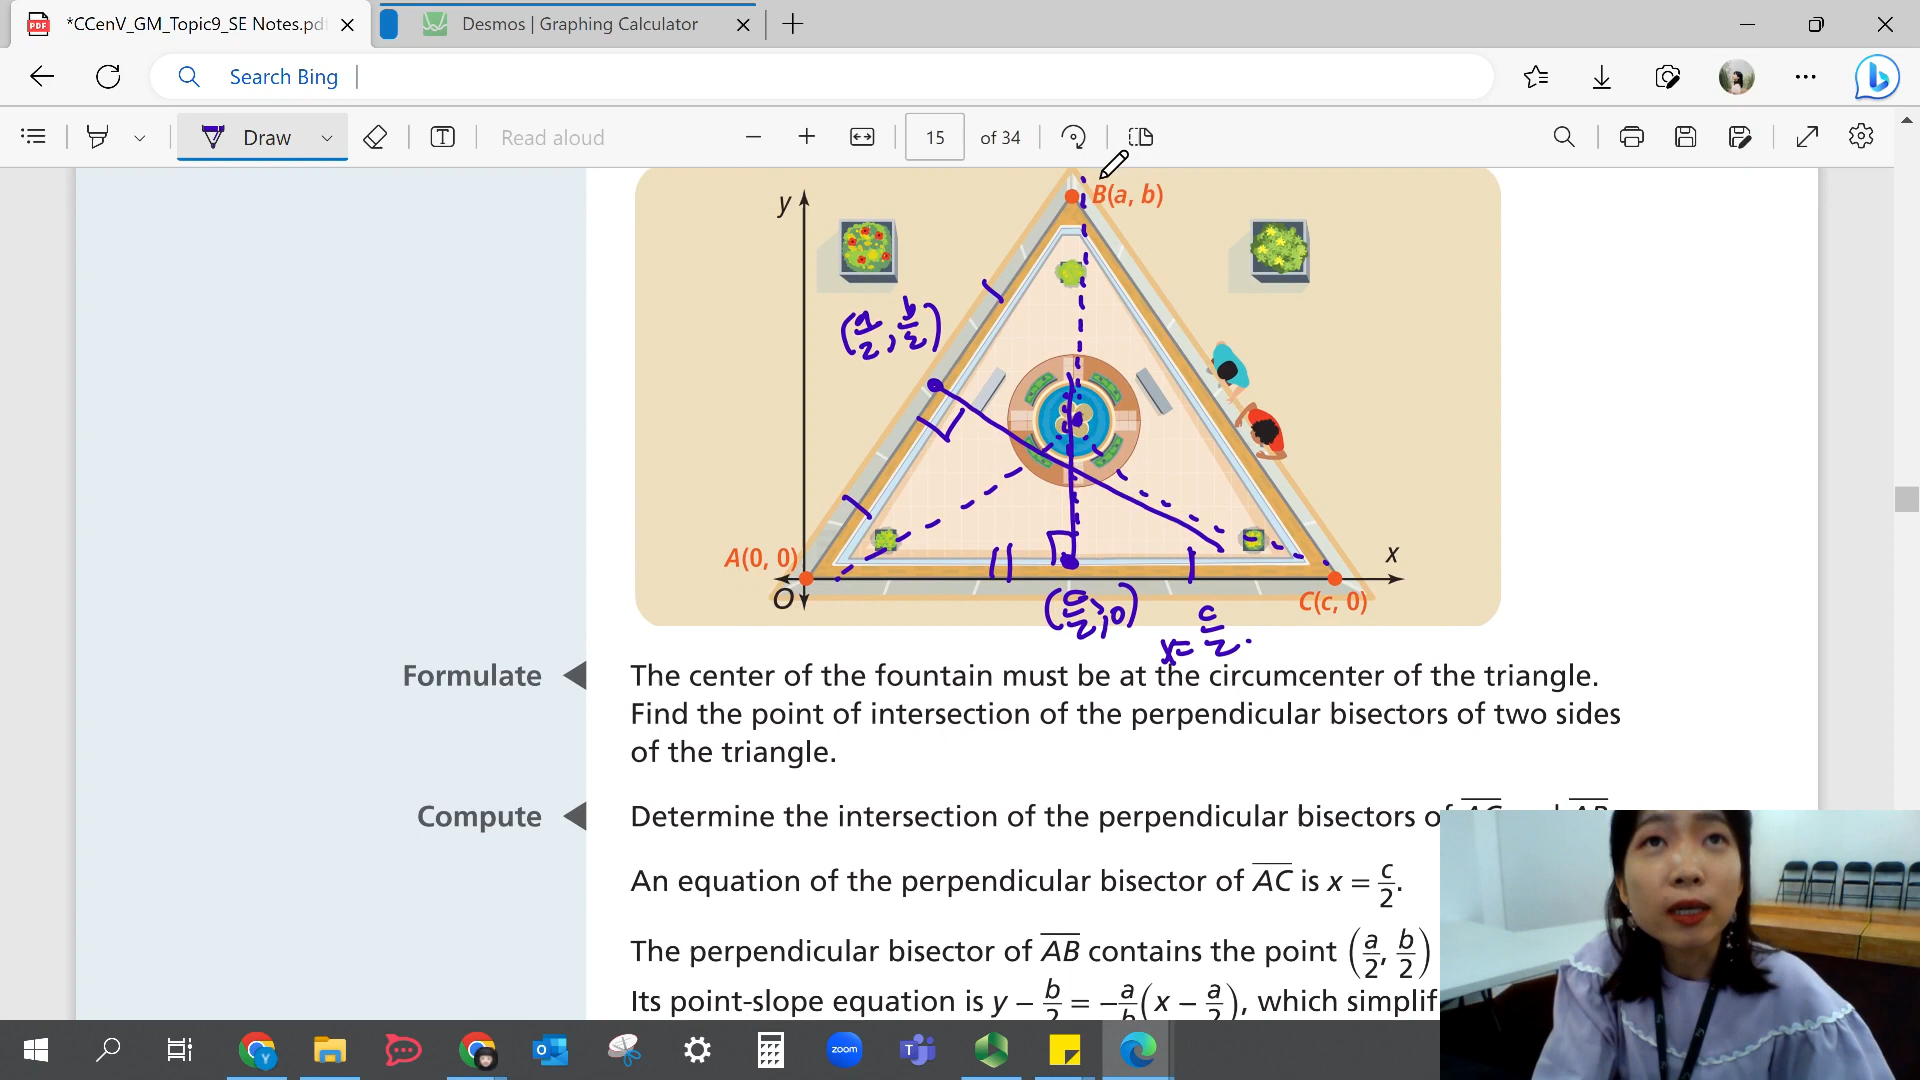 *CCenV_GM_Topic9_SE Notes.pdf
Desmos | Graphing Calculator
Search Bing
Draw
Read aloud
15 of 34
y
B(a, b)
(a/2, b/2)
A(0, 0)
x
O
C(c, 0)
(c/2, 0)
x = c/2.
Formulate
The center of the fountain must be at the circumcenter of the triangle.
Find the point of intersection of the perpendicular bisectors of two sides
of the triangle.
Compute
Determine the intersection of the perpendicular bisectors
An equation of the perpendicular bisector of AC is x = c/2.
The perpendicular bisector of AB contains the point (a/2, b/2)
Its point-slope equation is y − b/2 = −a/b(x − a/2), which simplif
zoom